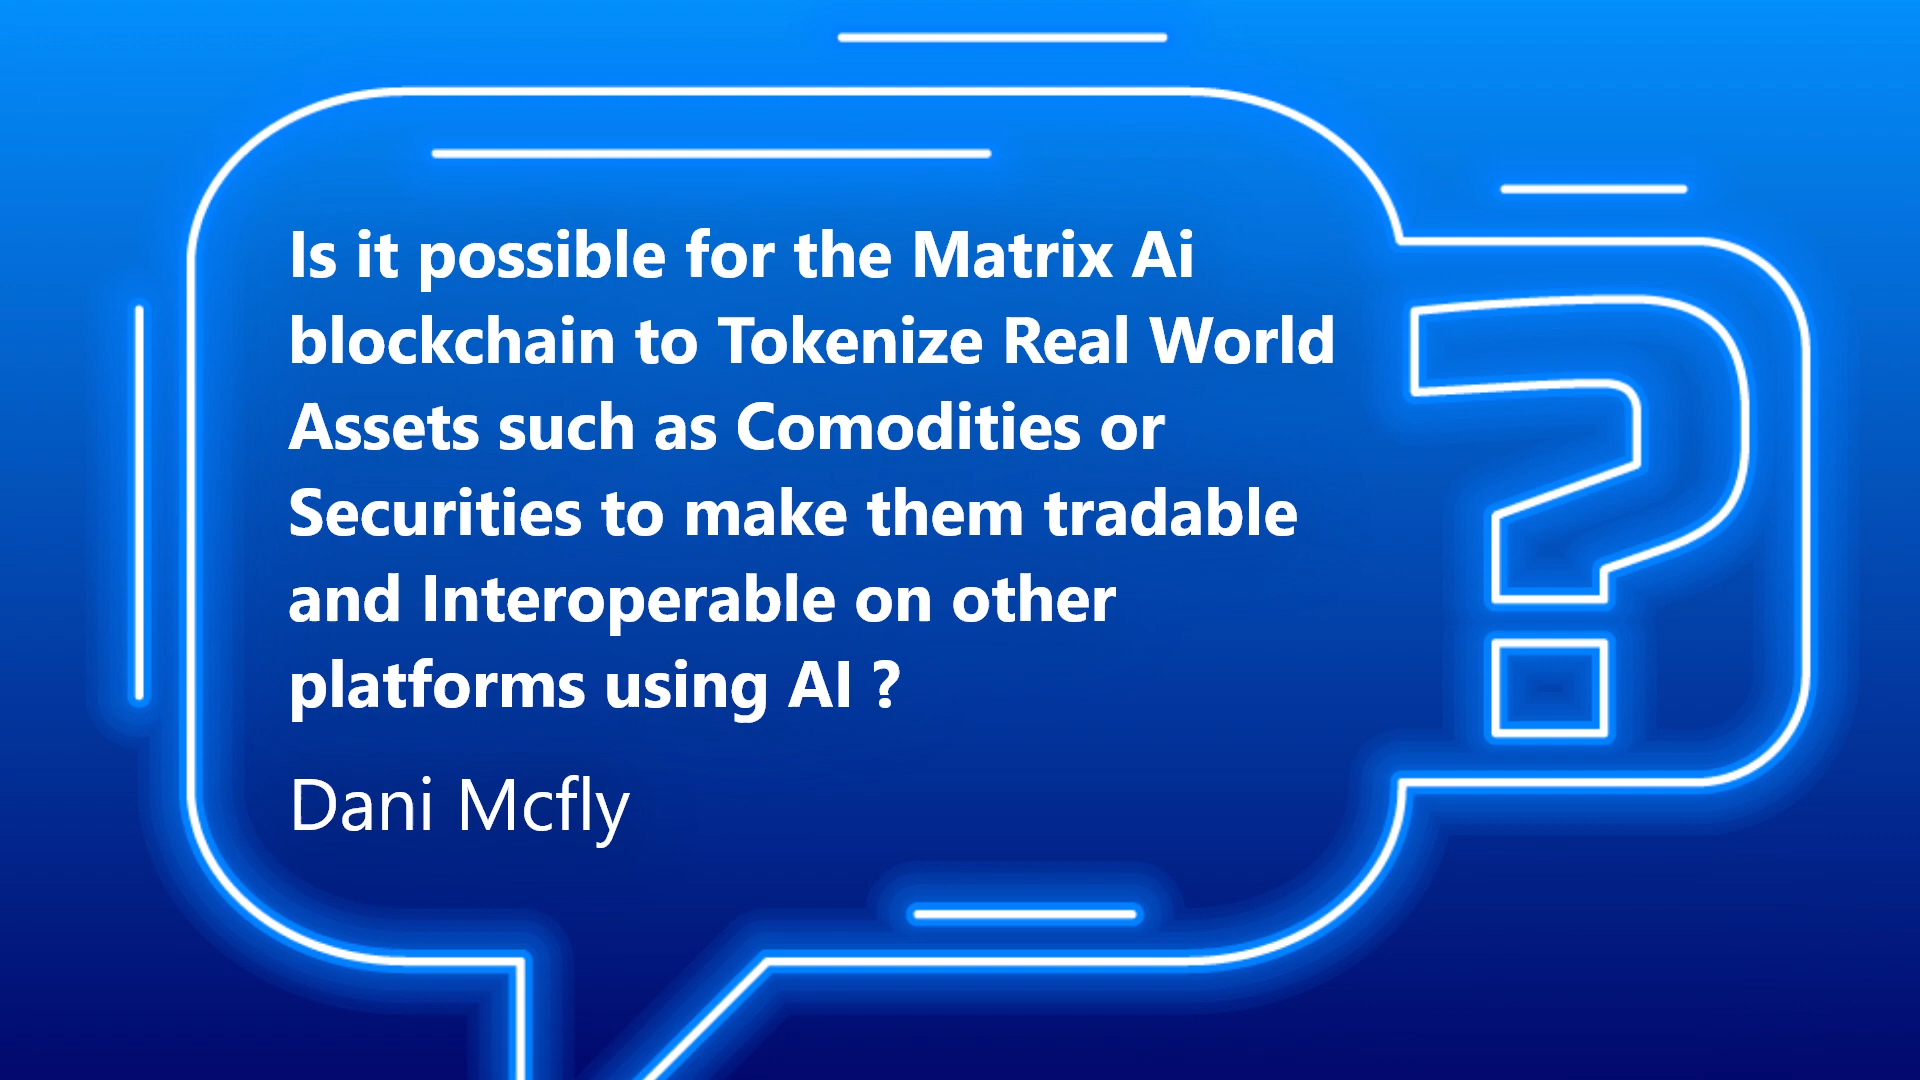 Is it possible for the Matrix Ai
blockchain to Tokenize Real World
Assets such as Comodities or
Securities to make them tradable
and Interoperable on other
platforms using AI ?
Dani Mcfly